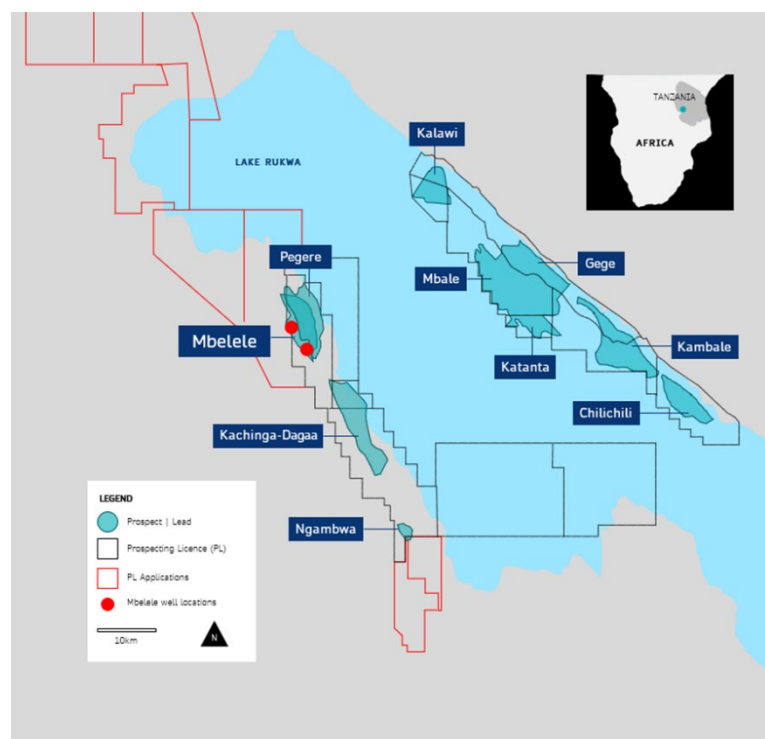 Kalawi
TANZANIA
AFRICA
LAKE RUKWA
Pegere
Gege
Mbale
Mbelele
Kambale
Katanta
Chilichili
Kachinga-Dagaa
Ngambwa
LEGEND
Prospect | Lead
Prospecting Licence (PL)
PL Applications
Mbelele well locations
10km
N